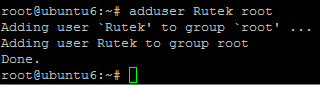 root@ubuntu6:~# adduser Rutek root
Adding user `Rutek' to group `root' ...
Adding user Rutek to group root
Done.
root@ubuntu6:~#